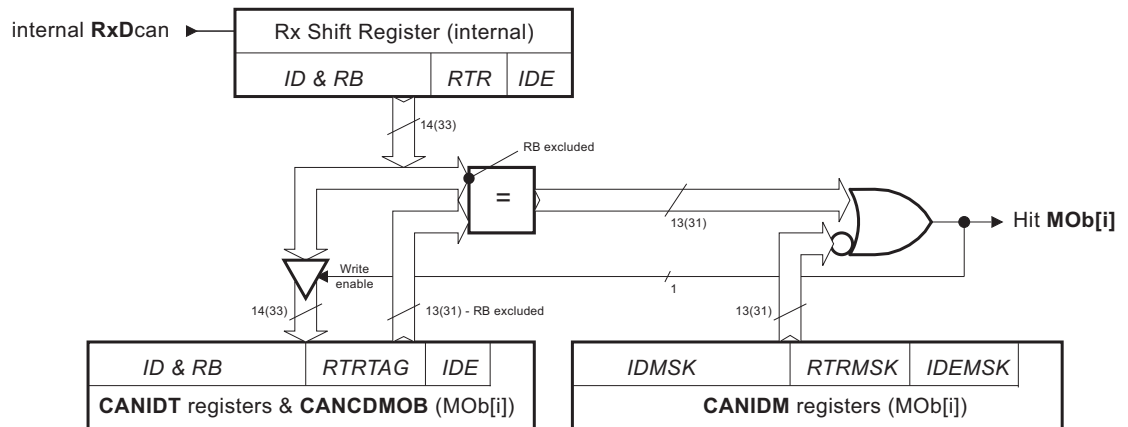 internal RxDcan
Rx Shift Register (internal)
ID & RB RTR IDE
14(33)
RB excluded
=
13(31)
Hit MOb[i]
Write
enable
1
14(33)
13(31) - RB excluded
13(31)
ID & RB RTRTAG IDE
CANIDT registers & CANCDMOB (MOb[i])
IDMSK RTRMSK IDEMSK
CANIDM registers (MOb[i])